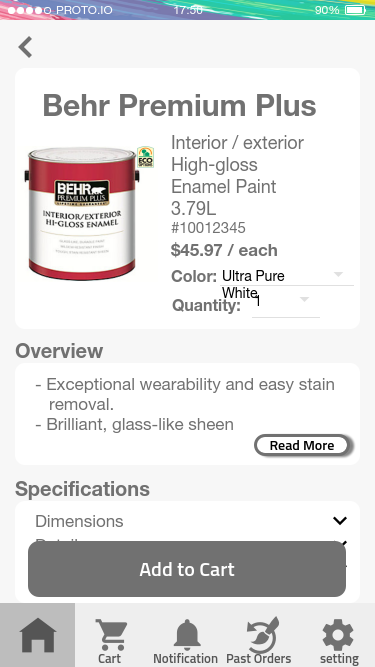 PROTO.IO 17:50 90%
Behr Premium Plus
BEHR
PREMIUM PLUS
INTERIOR/EXTERIOR
HI-GLOSS ENAMEL
ECO
Interior / exterior
High-gloss
Enamel Paint
3.79L
#10012345
$45.97 / each
Color: Ultra Pure
White
Quantity: 1
Overview
- Exceptional wearability and easy stain
removal.
- Brilliant, glass-like sheen
Read More
Specifications
Dimensions
Add to Cart
Cart Notification Past Orders setting